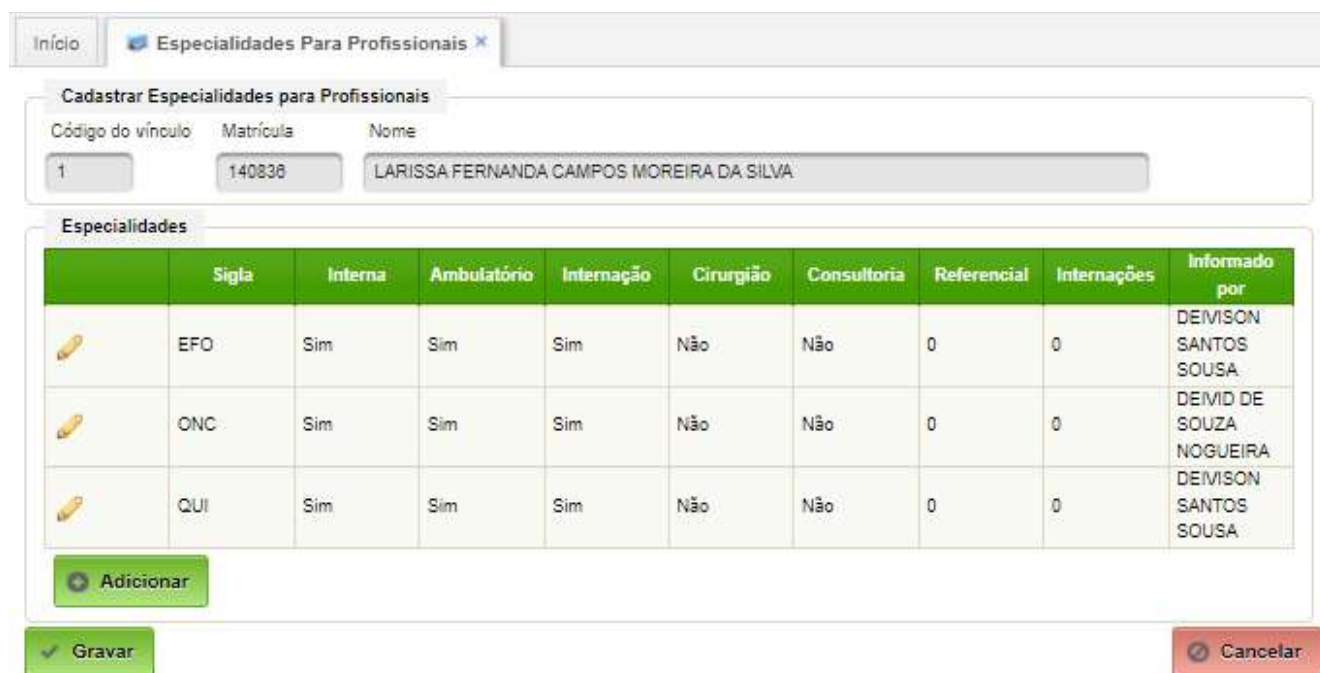 Início Especialidades Para Profissionais
Cadastrar Especialidades para Profissionais
Código do vínculo Matrícula Nome
1 140836 LARISSA FERNANDA CAMPOS MOREIRA DA SILVA
Especialidades
Sigla Interna Ambulatório Internação Cirurgião Consultoria Referencial Internações Informado por
EFO Sim Sim Sim Não Não 0 0 DEIVISON SANTOS SOUSA
ONC Sim Sim Sim Não Não 0 0 DEIVID DE SOUZA NOGUEIRA
QUI Sim Sim Sim Não Não 0 0 DEIVISON SANTOS SOUSA
Adicionar
Gravar Cancelar